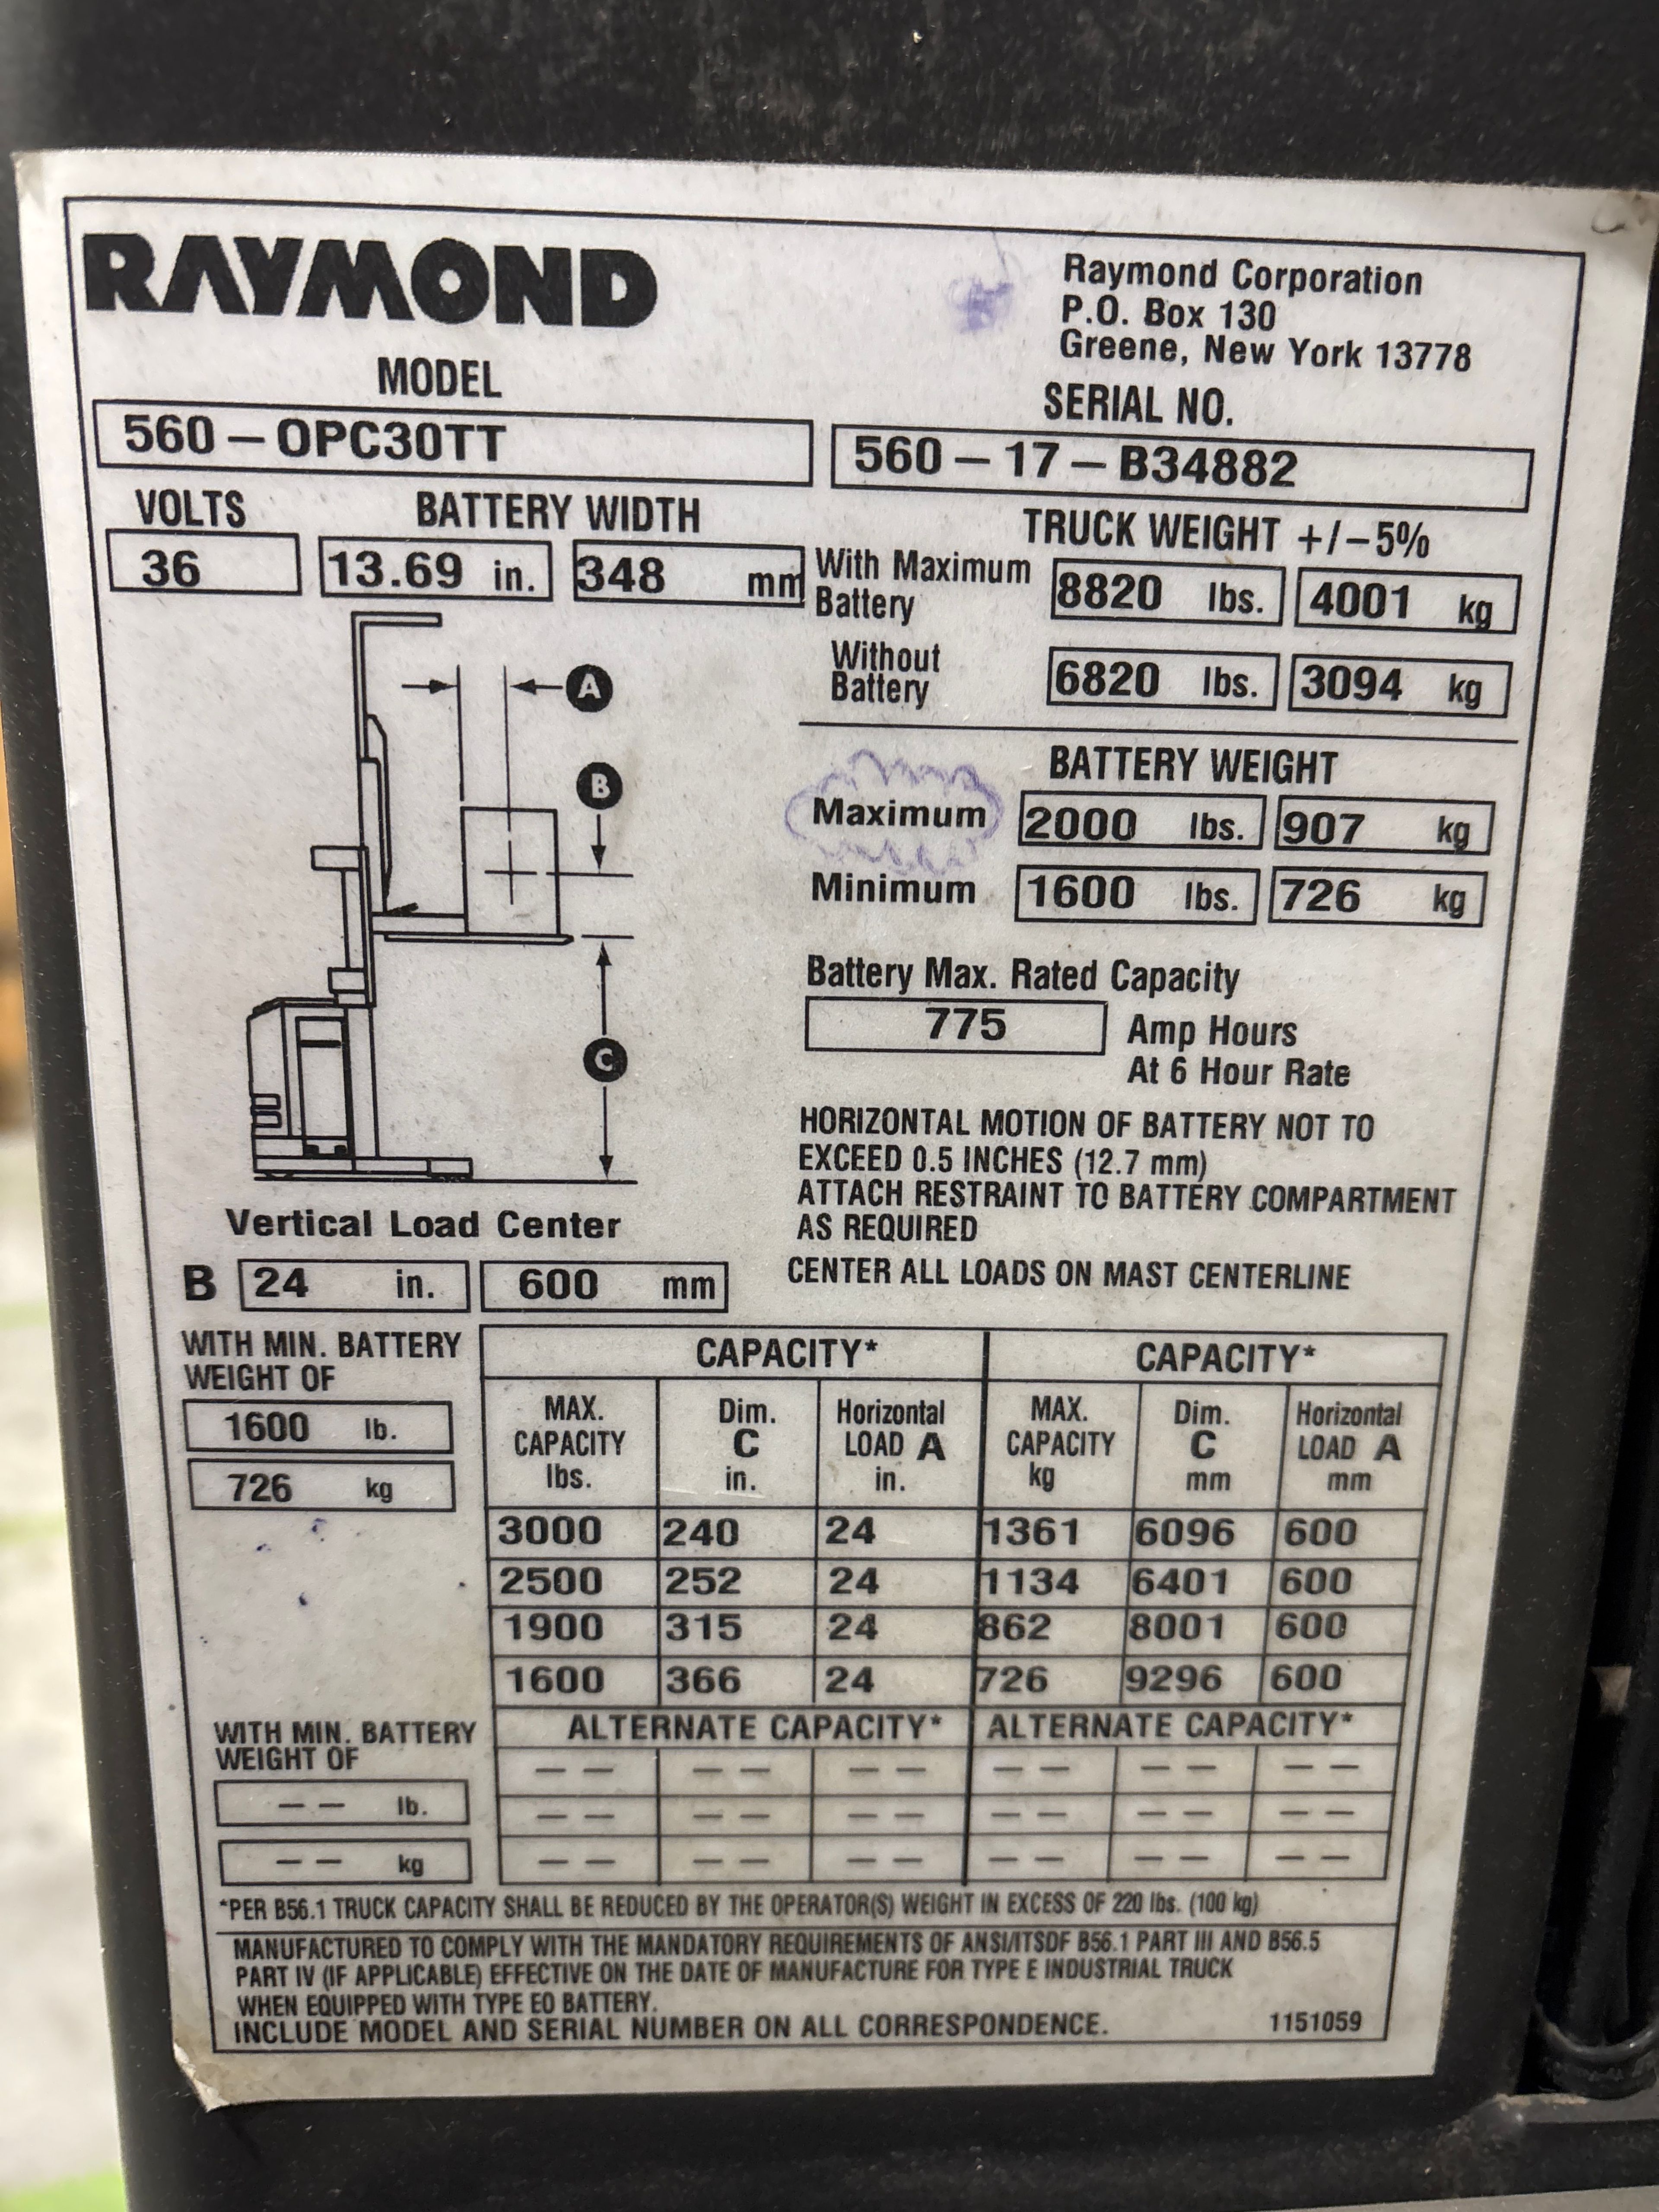 RAYMOND
Raymond Corporation
P.O. Box 130
Greene, New York 13778
MODEL
560 – OPC30TT
SERIAL NO.
560 – 17 – B34882
VOLTS
36
BATTERY WIDTH
13.69 in. 348 mm
TRUCK WEIGHT +/–5%
With Maximum
Battery
8820 lbs. 4001 kg
Without
Battery
6820 lbs. 3094 kg
A
B
C
BATTERY WEIGHT
Maximum 2000 lbs. 907 kg
Minimum 1600 lbs. 726 kg
Battery Max. Rated Capacity
775 Amp Hours
At 6 Hour Rate
HORIZONTAL MOTION OF BATTERY NOT TO
EXCEED 0.5 INCHES (12.7 mm)
ATTACH RESTRAINT TO BATTERY COMPARTMENT
AS REQUIRED
CENTER ALL LOADS ON MAST CENTERLINE
Vertical Load Center
B 24 in. 600 mm
WITH MIN. BATTERY
WEIGHT OF
1600 lb.
726 kg
CAPACITY* CAPACITY*
MAX. Dim. Horizontal MAX. Dim. Horizontal
CAPACITY C LOAD A CAPACITY C LOAD A
lbs. in. in. kg mm mm
3000 240 24 1361 6096 600
2500 252 24 1134 6401 600
1900 315 24 862 8001 600
1600 366 24 726 9296 600
WITH MIN. BATTERY
WEIGHT OF
– – lb.
– – kg
ALTERNATE CAPACITY* ALTERNATE CAPACITY*
– – – – – – – – – – – –
– – – – – – – – – – – –
– – – – – – – – – – – –
*PER B56.1 TRUCK CAPACITY SHALL BE REDUCED BY THE OPERATOR(S) WEIGHT IN EXCESS OF 220 lbs. (100 kg)
MANUFACTURED TO COMPLY WITH THE MANDATORY REQUIREMENTS OF ANSI/ITSDF B56.1 PART III AND B56.5
PART IV (IF APPLICABLE) EFFECTIVE ON THE DATE OF MANUFACTURE FOR TYPE E INDUSTRIAL TRUCK
WHEN EQUIPPED WITH TYPE EO BATTERY.
INCLUDE MODEL AND SERIAL NUMBER ON ALL CORRESPONDENCE. 1151059